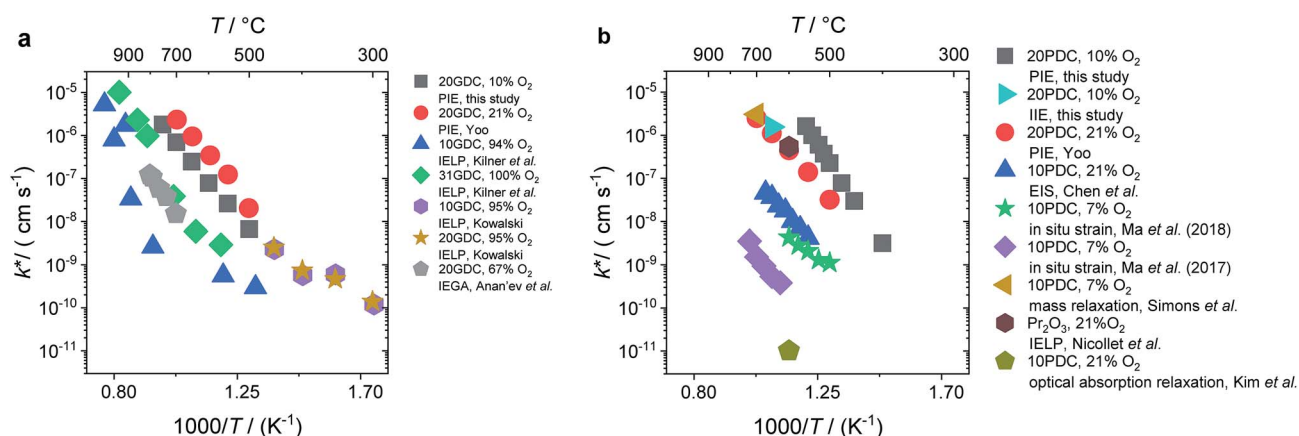 a
T / °C
900 700 500 300
k*/ ( cm s⁻¹)
10⁻⁵
10⁻⁶
10⁻⁷
10⁻⁸
10⁻⁹
10⁻¹⁰
10⁻¹¹
0.80 1.25 1.70
1000/T / (K⁻¹)
20GDC, 10% O₂
PIE, this study
20GDC, 21% O₂
PIE, Yoo
10GDC, 94% O₂
IELP, Kilner et al.
31GDC, 100% O₂
IELP, Kilner et al.
10GDC, 95% O₂
IELP, Kowalski
20GDC, 95% O₂
IELP, Kowalski
20GDC, 67% O₂
IEGA, Anan'ev et al.
b
T / °C
900 700 500 300
k*/ ( cm s⁻¹)
10⁻⁵
10⁻⁶
10⁻⁷
10⁻⁸
10⁻⁹
10⁻¹⁰
10⁻¹¹
0.80 1.25 1.70
1000/T / (K⁻¹)
20PDC, 10% O₂
PIE, this study
20PDC, 10% O₂
IIE, this study
20PDC, 21% O₂
PIE, Yoo
10PDC, 21% O₂
EIS, Chen et al.
10PDC, 7% O₂
in situ strain, Ma et al. (2018)
10PDC, 7% O₂
in situ strain, Ma et al. (2017)
10PDC, 7% O₂
mass relaxation, Simons et al.
Pr₂O₃, 21%O₂
IELP, Nicollet et al.
10PDC, 21% O₂
optical absorption relaxation, Kim et al.